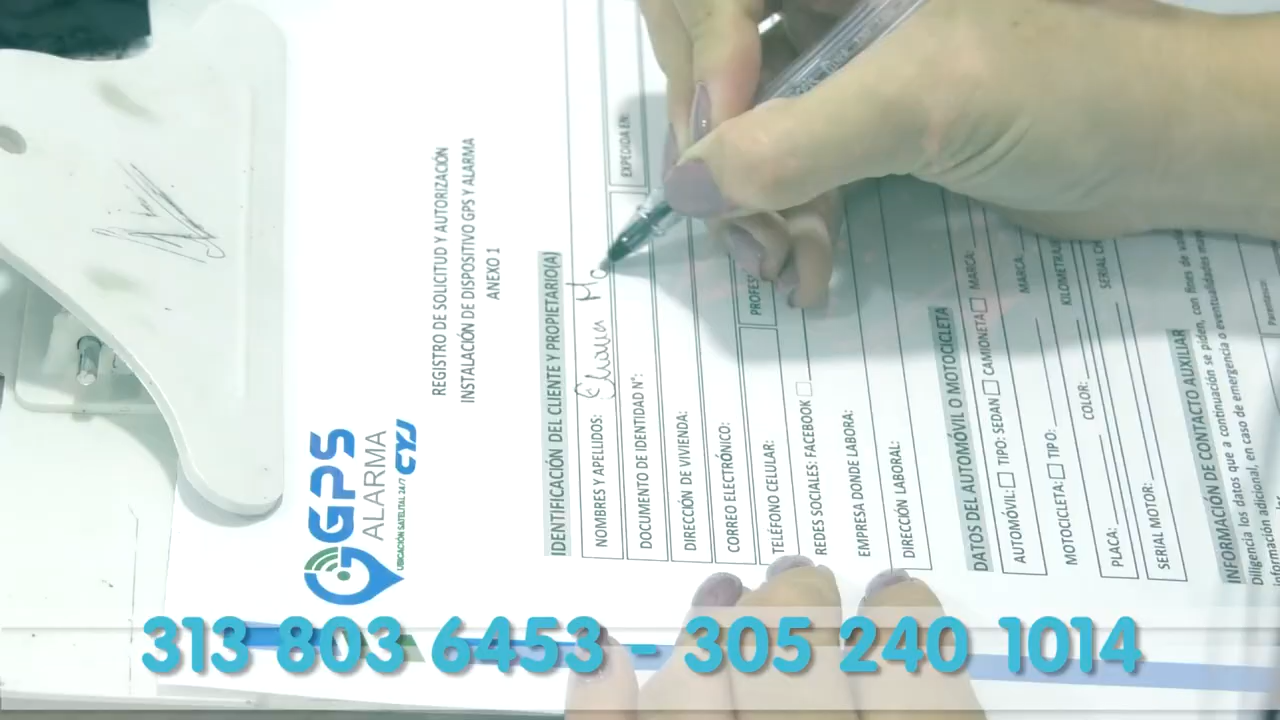 GPS
ALARMA
CYJ
UBICACIÓN SATELITAL 24/7
REGISTRO DE SOLICITUD Y AUTORIZACIÓN
INSTALACIÓN DE DISPOSITIVO GPS Y ALARMA
ANEXO 1
IDENTIFICACIÓN DEL CLIENTE Y PROPIETARIO(A)
NOMBRES Y APELLIDOS:
DOCUMENTO DE IDENTIDAD N°:
EXPEDIDA EN:
DIRECCIÓN DE VIVIENDA:
CORREO ELECTRÓNICO:
TELÉFONO CELULAR:
REDES SOCIALES: FACEBOOK
EMPRESA DONDE LABORA:
DIRECCIÓN LABORAL:
DATOS DEL AUTOMÓVIL O MOTOCICLETA
AUTOMÓVIL: TIPO: SEDAN CAMIONETA MARCA:
MOTOCICLETA: TIPO: MARCA:
PLACA: COLOR:
SERIAL MOTOR: SERIAL
INFORMACIÓN DE CONTACTO AUXILIAR
Diligencia los datos que a continuación se piden, con fines de
información adicional, en caso de emergencia o eventualidades
Parentesco:
313 803 6453 - 305 240 1014